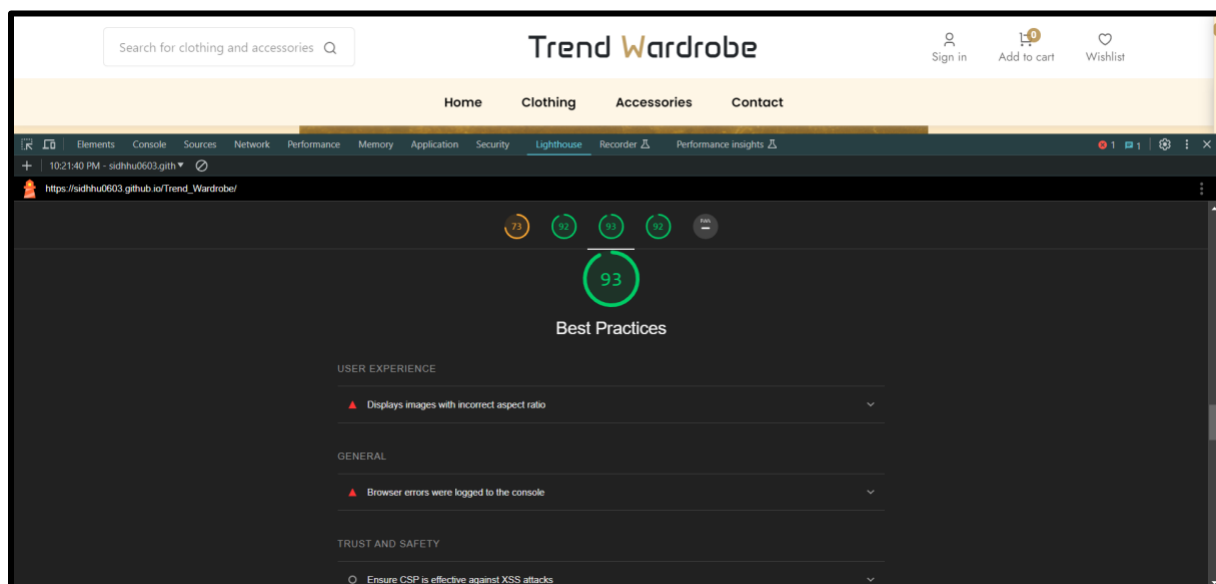 Search for clothing and accessories
Trend Wardrobe
0
Sign in
Add to cart
Wishlist
Home
Clothing
Accessories
Contact
Elements Console Sources Network Performance Memory Application Security Lighthouse Recorder Performance insights 1 1
10:21:40 PM - sidhhu0603.gith
https://sidhhu0603.github.io/Trend_Wardrobe/
73 92 93 92 PWA
93
Best Practices
USER EXPERIENCE
Displays images with incorrect aspect ratio
GENERAL
Browser errors were logged to the console
TRUST AND SAFETY
Ensure CSP is effective against XSS attacks